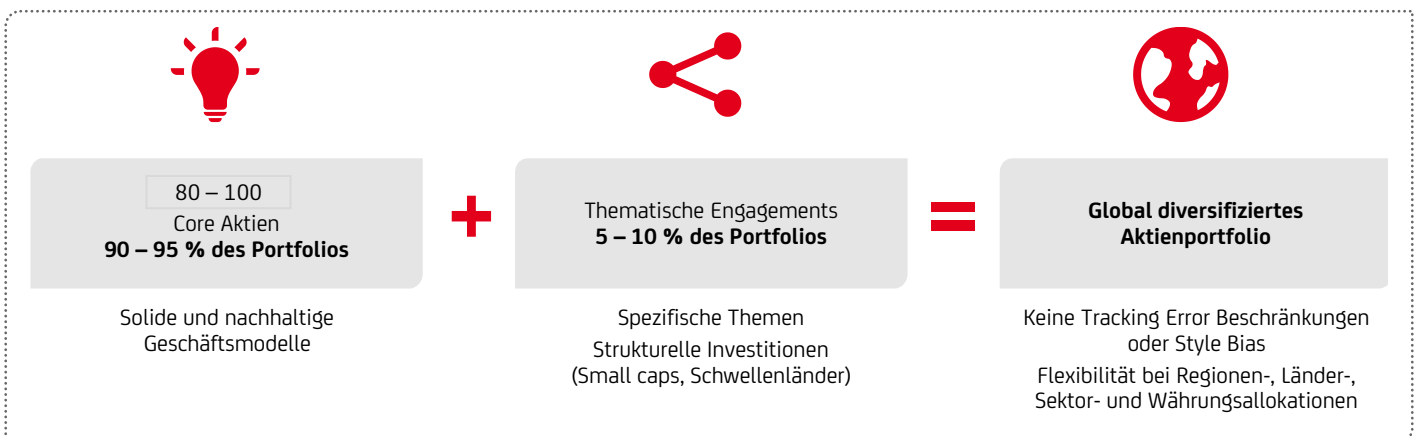 80 – 100
Core Aktien
90 – 95 % des Portfolios
+
Thematische Engagements
5 – 10 % des Portfolios
=
Global diversifiziertes
Aktienportfolio
Solide und nachhaltige
Geschäftsmodelle
Spezifische Themen
Strukturelle Investitionen
(Small caps, Schwellenländer)
Keine Tracking Error Beschränkungen
oder Style Bias
Flexibilität bei Regionen-, Länder-,
Sektor- und Währungsallokationen